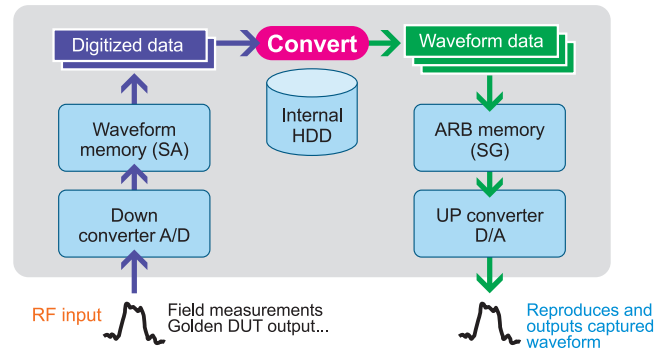 Digitized data
Convert
Waveform data
Internal
HDD
Waveform
memory (SA)
ARB memory
(SG)
Down
converter A/D
UP converter
D/A
RF input
Field measurements
Golden DUT output...
Reproduces and
outputs captured
waveform